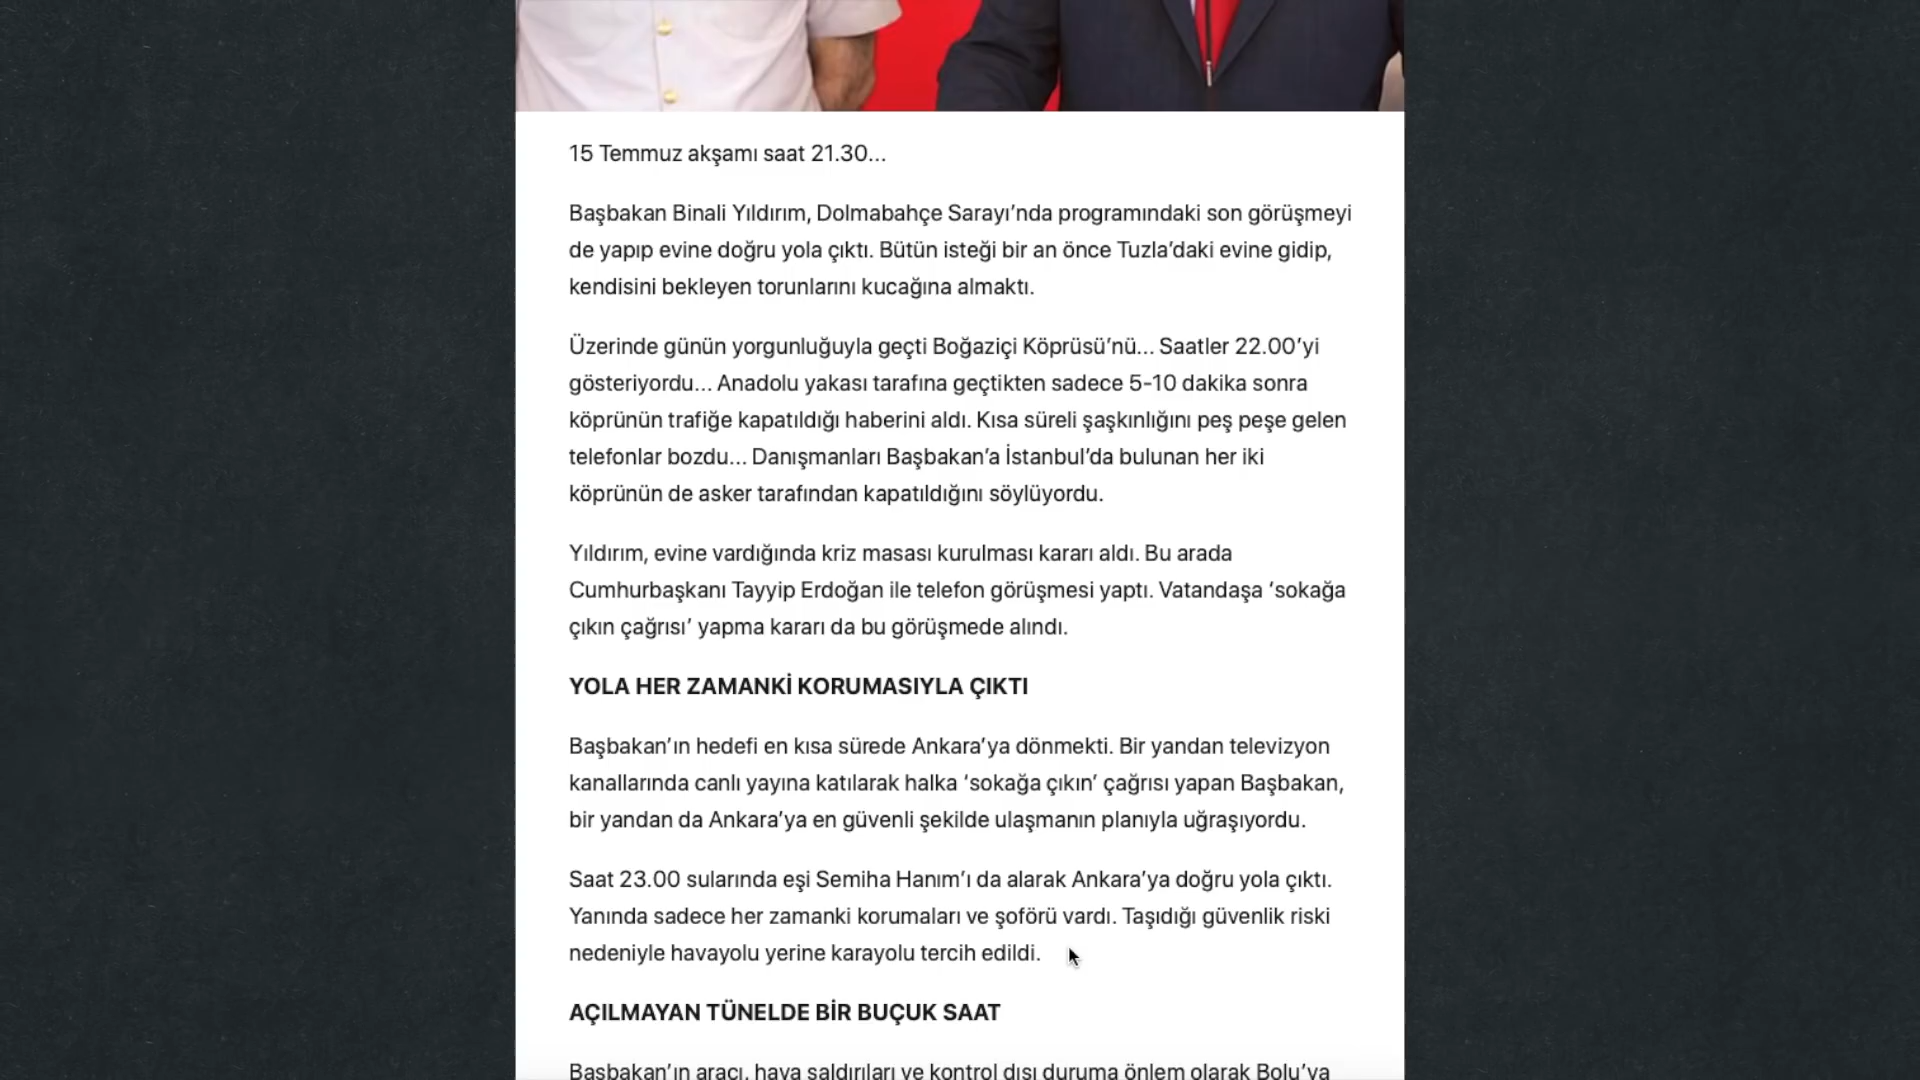 15 Temmuz akşamı saat 21.30...
Başbakan Binali Yıldırım, Dolmabahçe Sarayı’nda programındaki son görüşmeyi
de yapıp evine doğru yola çıktı. Bütün isteği bir an önce Tuzla’daki evine gidip,
kendisini bekleyen torunlarını kucağına almaktı.
Üzerinde günün yorgunluğuyla geçti Boğaziçi Köprüsü’nü... Saatler 22.00’yi
gösteriyordu... Anadolu yakası tarafına geçtikten sadece 5-10 dakika sonra
köprünün trafiğe kapatıldığı haberini aldı. Kısa süreli şaşkınlığını peş peşe gelen
telefonlar bozdu... Danışmanları Başbakan’a İstanbul’da bulunan her iki
köprünün de asker tarafından kapatıldığını söylüyordu.
Yıldırım, evine vardığında kriz masası kurulması kararı aldı. Bu arada
Cumhurbaşkanı Tayyip Erdoğan ile telefon görüşmesi yaptı. Vatandaşa ‘sokağa
çıkın çağrısı’ yapma kararı da bu görüşmede alındı.
YOLA HER ZAMANKİ KORUMASIYLA ÇIKTI
Başbakan’ın hedefi en kısa sürede Ankara’ya dönmekti. Bir yandan televizyon
kanallarında canlı yayına katılarak halka ‘sokağa çıkın’ çağrısı yapan Başbakan,
bir yandan da Ankara’ya en güvenli şekilde ulaşmanın planıyla uğraşıyordu.
Saat 23.00 sularında eşi Semiha Hanım’ı da alarak Ankara’ya doğru yola çıktı.
Yanında sadece her zamanki korumaları ve şoförü vardı. Taşıdığı güvenlik riski
nedeniyle havayolu yerine karayolu tercih edildi.
AÇILMAYAN TÜNELDE BİR BUÇUK SAAT
Başbakan’ın aracı, hava saldırıları ve kontrol dışı duruma önlem olarak Bolu’ya